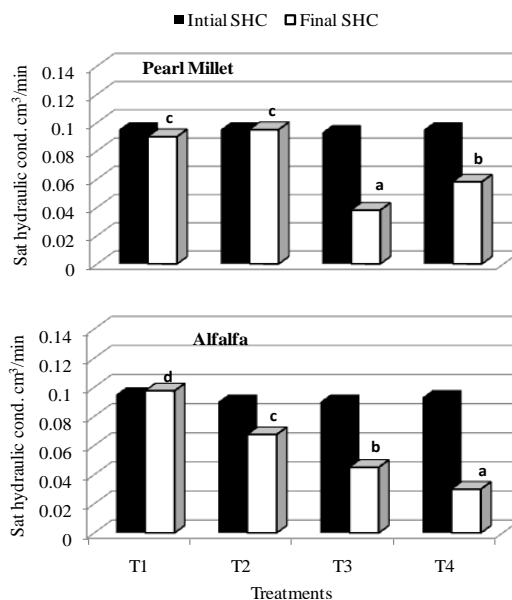 Intial SHC Final SHC
Pearl Millet
Sat hydraulic cond. cm³/min
0.14
0.12
0.1
0.08
0.06
0.04
0.02
0
c
c
a
b
Alfalfa
Sat hydraulic cond. cm³/min
0.14
0.12
0.1
0.08
0.06
0.04
0.02
0
d
c
b
a
T1 T2 T3 T4
Treatments